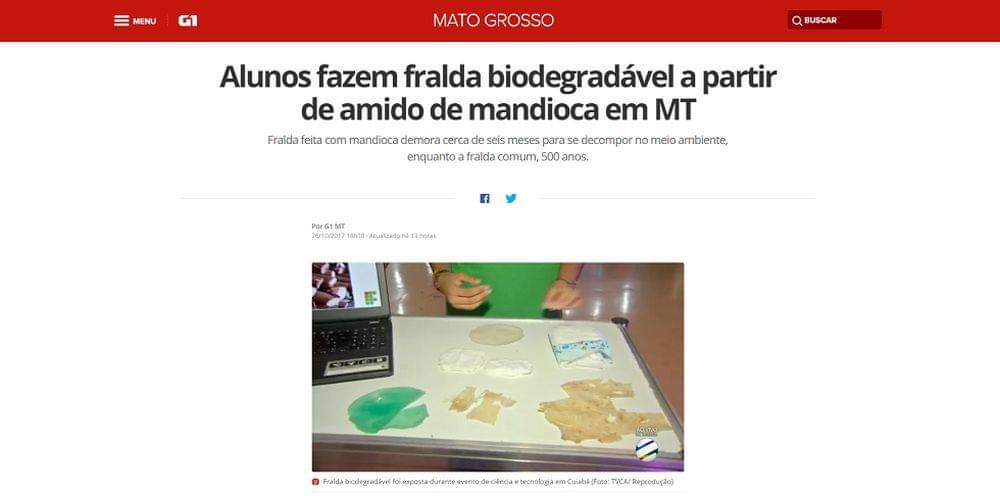 MENU
G1
MATO GROSSO
BUSCAR
Alunos fazem fralda biodegradável a partir
de amido de mandioca em MT
Fralda feita com mandioca demora cerca de seis meses para se decompor no meio ambiente,
enquanto a fralda comum, 500 anos.
Por G1 MT
26/10/2017 18h18 · Atualizado há 13 horas
AO VIVO
Fralda biodegradável foi exposta durante evento de ciência e tecnologia em Cuiabá (Foto: TVCA/ Reprodução)